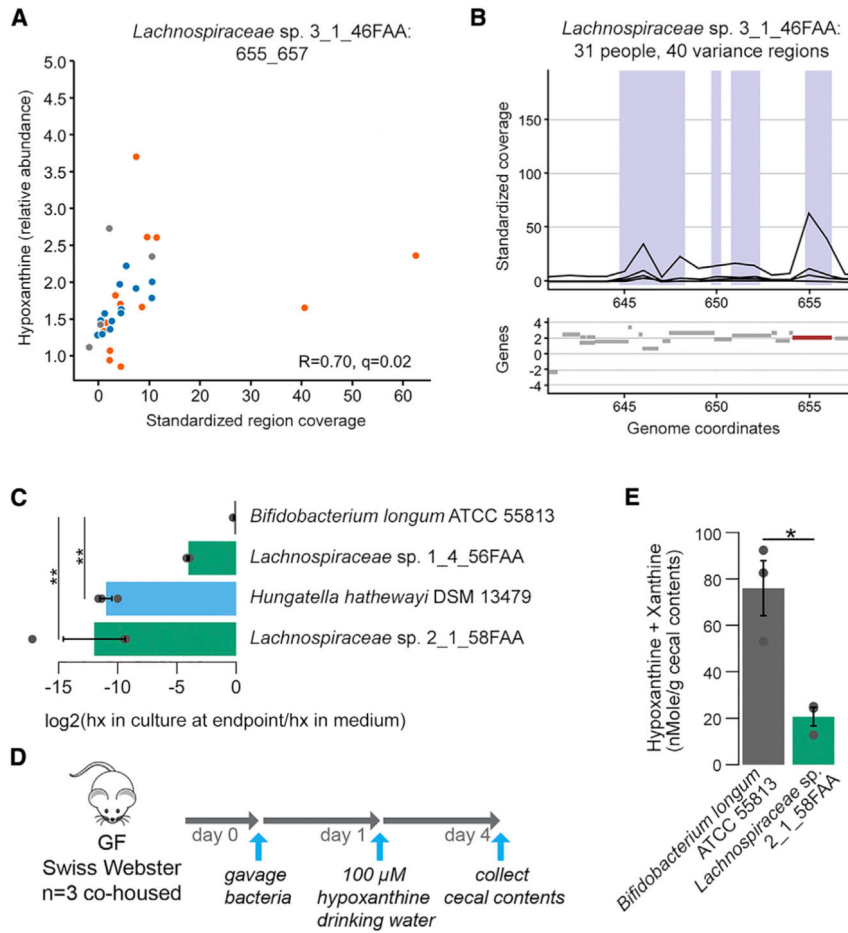 A
Lachnospiraceae sp. 3_1_46FAA:
655_657
Hypoxanthine (relative abundance)
5.0
4.5
4.0
3.5
3.0
2.5
2.0
1.5
1.0
R=0.70, q=0.02
0 10 20 30 40 50 60
Standardized region coverage
B
Lachnospiraceae sp. 3_1_46FAA:
31 people, 40 variance regions
Standardized coverage
150
100
50
0
645 650 655
Genes
4
2
0
-2
-4
645 650 655
Genome coordinates
C
**
**
Bifidobacterium longum ATCC 55813
Lachnospiraceae sp. 1_4_56FAA
Hungatella hathewayi DSM 13479
Lachnospiraceae sp. 2_1_58FAA
-15 -10 -5 0
log2(hx in culture at endpoint/hx in medium)
D
GF
Swiss Webster
n=3 co-housed
day 0 day 1 day 4
gavage
bacteria
100 µM
hypoxanthine
drinking water
collect
cecal contents
E
Hypoxanthine + Xanthine
(nMole/g cecal contents)
100
80
60
40
20
0
*
Bifidobacterium longum
ATCC 55813
Lachnospiraceae sp.
2_1_58FAA